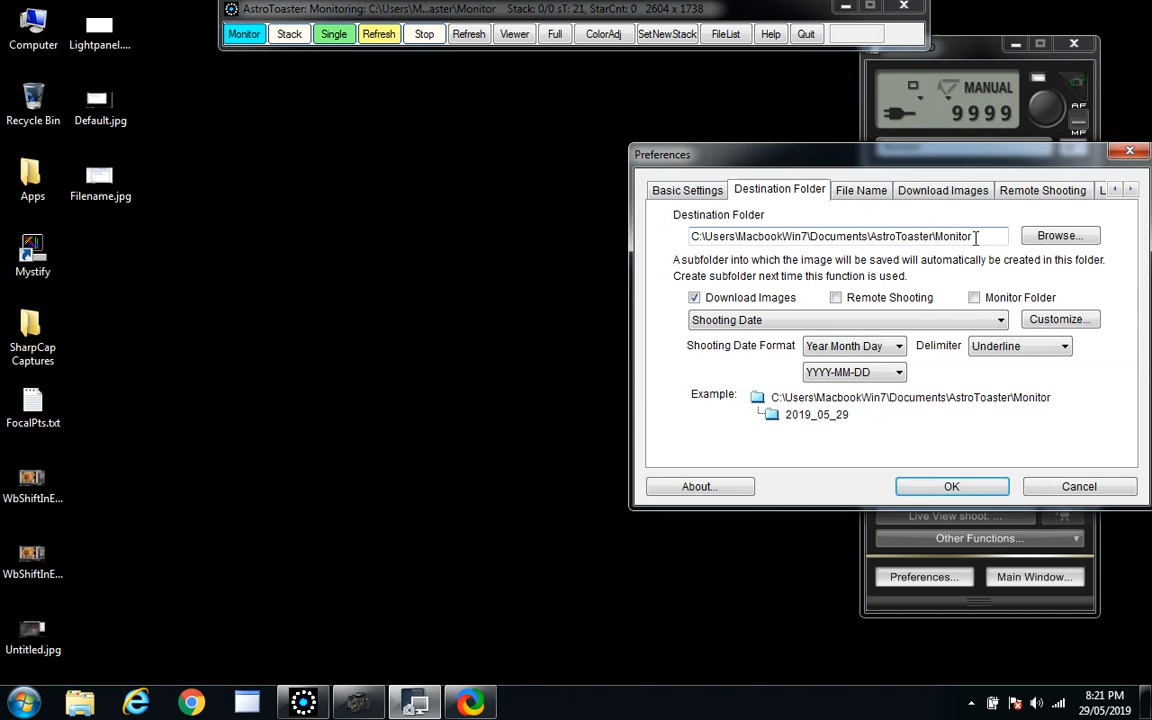 AstroToaster: Monitoring: C:\Users\M...aster\Monitor Stack: 0/0 sT: 21, StarCnt: 0 2604 x 1738
Monitor Stack Single Refresh Stop Refresh Viewer Full ColorAdj SetNewStack FileList Help Quit
Computer
Lightpanel....
Recycle Bin
Default.jpg
Apps
Filename.jpg
Mystify
SharpCap
Captures
FocalPts.txt
WbShiftInE...
WbShiftInE...
Untitled.jpg
MANUAL
9999
AF
MF
Preferences
Basic Settings Destination Folder File Name Download Images Remote Shooting L
Destination Folder
C:\Users\MacbookWin7\Documents\AstroToaster\Monitor Browse...
A subfolder into which the image will be saved will automatically be created in this folder.
Create subfolder next time this function is used.
Download Images Remote Shooting Monitor Folder
Shooting Date Customize...
Shooting Date Format Year Month Day Delimiter Underline
YYYY-MM-DD
Example: C:\Users\MacbookWin7\Documents\AstroToaster\Monitor
2019_05_29
About... OK Cancel
Live View shoot. ...
Other Functions...
Preferences... Main Window...
8:21 PM
29/05/2019